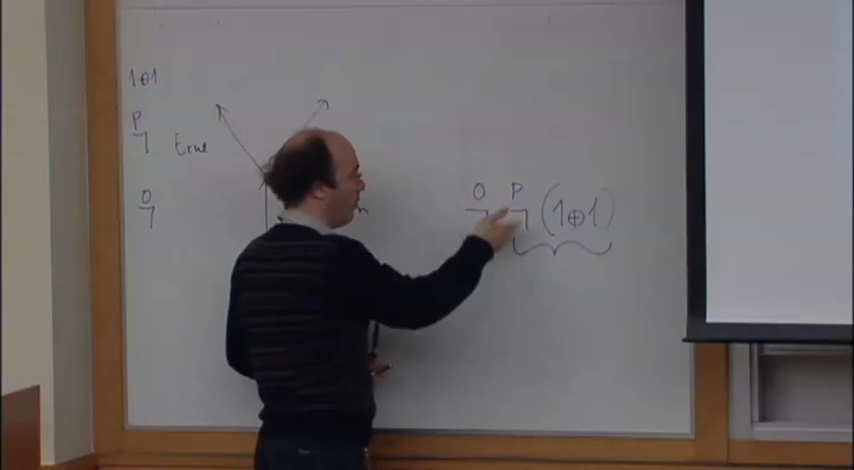 1⊕1
P
¬ true
O
¬
O P
¬ ¬ (1⊕1)